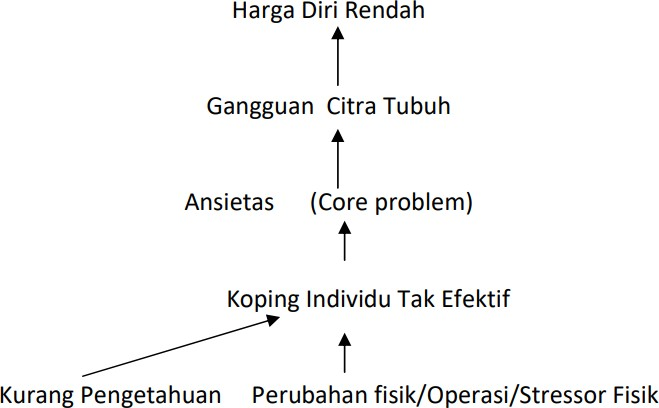 Harga Diri Rendah
Gangguan Citra Tubuh
Ansietas (Core problem)
Koping Individu Tak Efektif
Kurang Pengetahuan Perubahan fisik/Operasi/Stressor Fisik